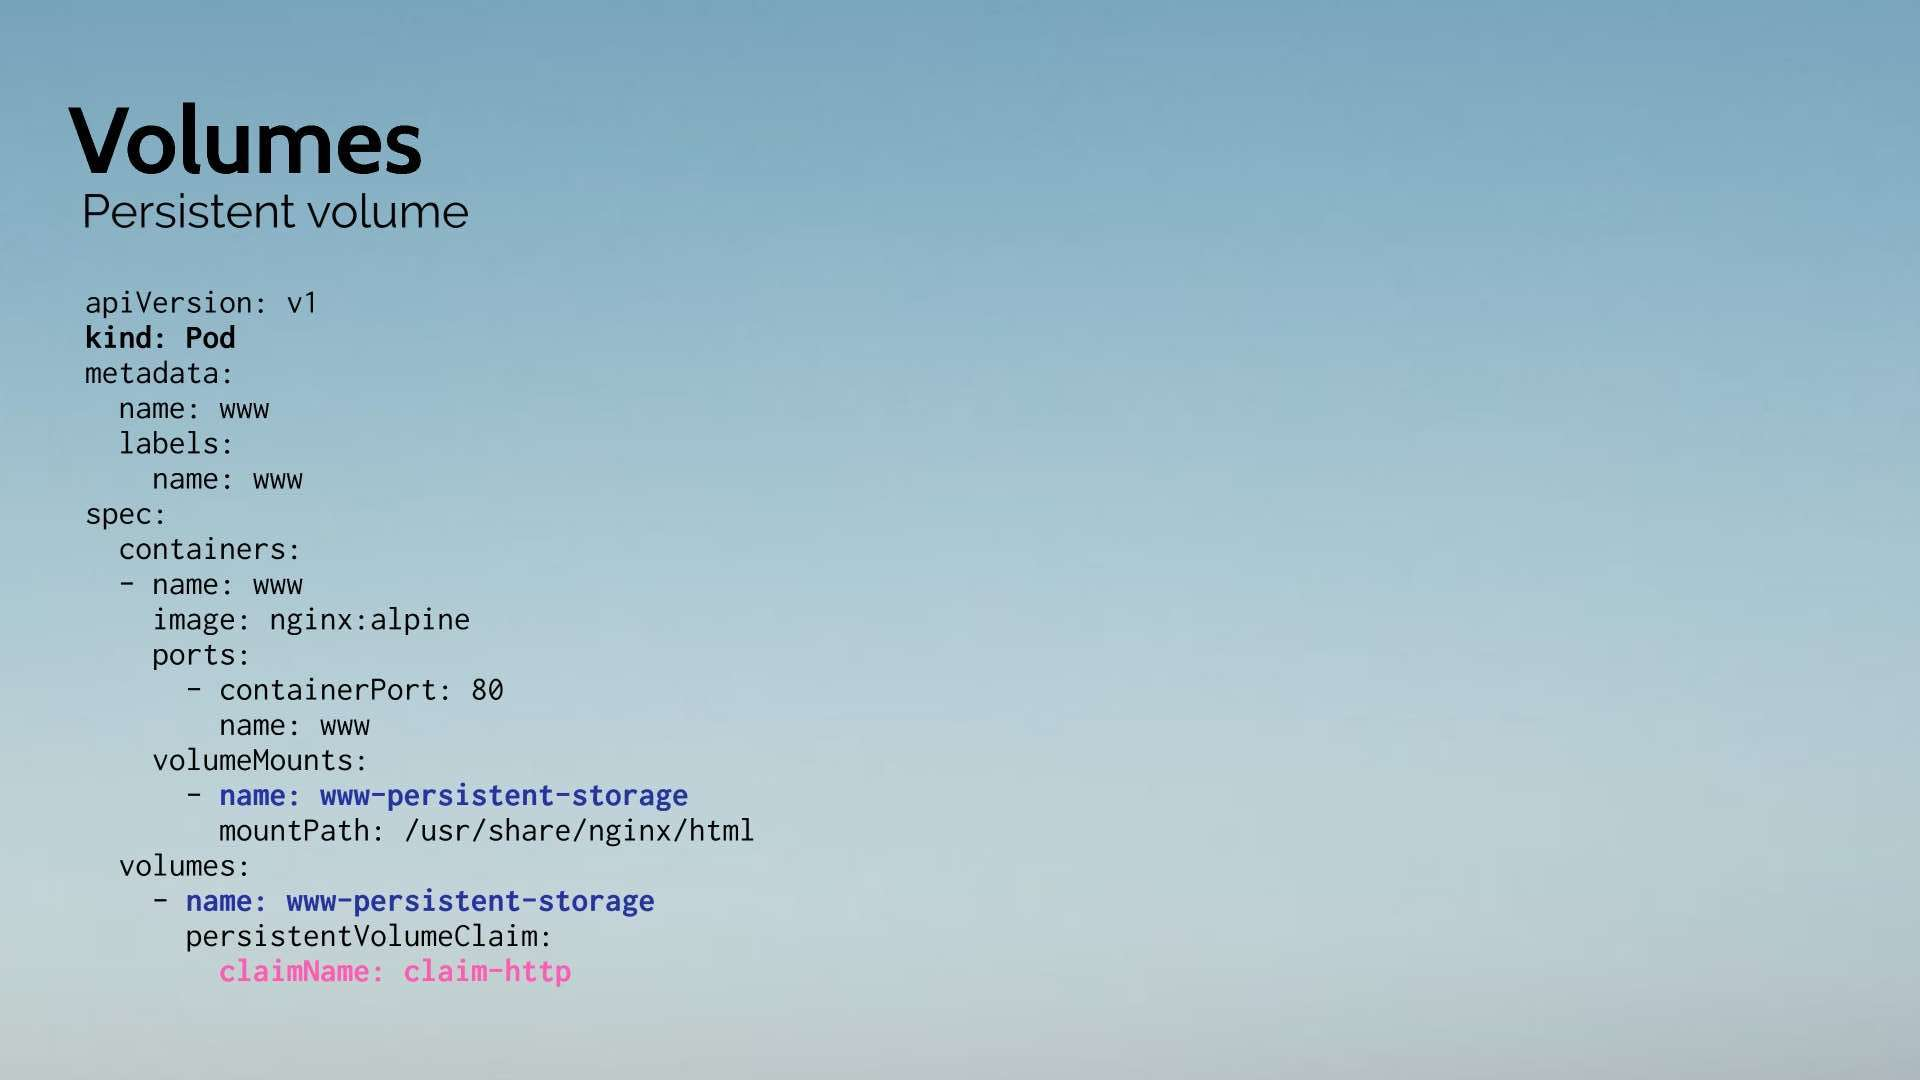 Volumes
Persistent volume
apiVersion: v1
kind: Pod
metadata:
  name: www
  labels:
    name: www
spec:
  containers:
  - name: www
    image: nginx:alpine
    ports:
      - containerPort: 80
        name: www
    volumeMounts:
      - name: www-persistent-storage
        mountPath: /usr/share/nginx/html
  volumes:
    - name: www-persistent-storage
      persistentVolumeClaim:
        claimName: claim-http